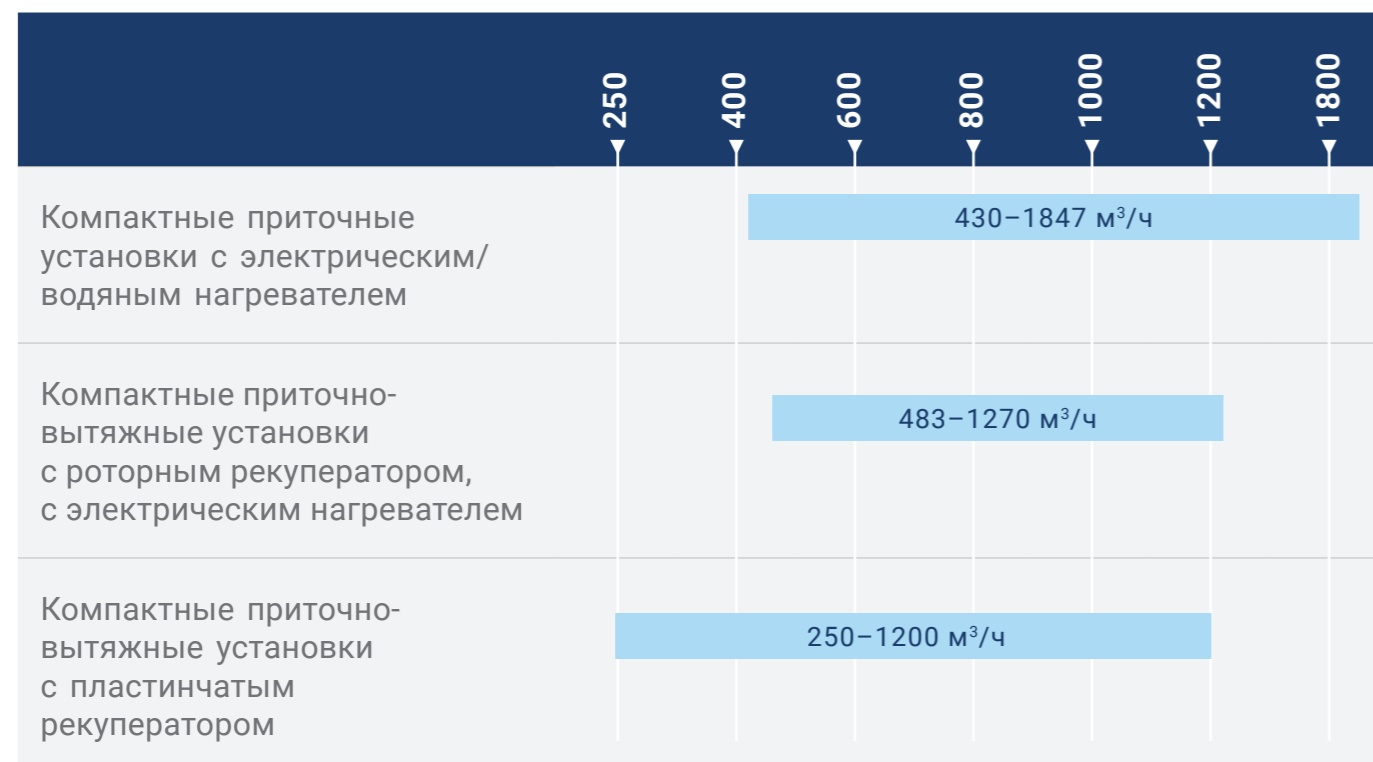 250
400
600
800
1000
1200
1800
Компактные приточные
установки с электрическим/
водяным нагревателем
430–1847 м³/ч
Компактные приточно-
вытяжные установки
с роторным рекуператором,
с электрическим нагревателем
483–1270 м³/ч
Компактные приточно-
вытяжные установки
с пластинчатым
рекуператором
250–1200 м³/ч